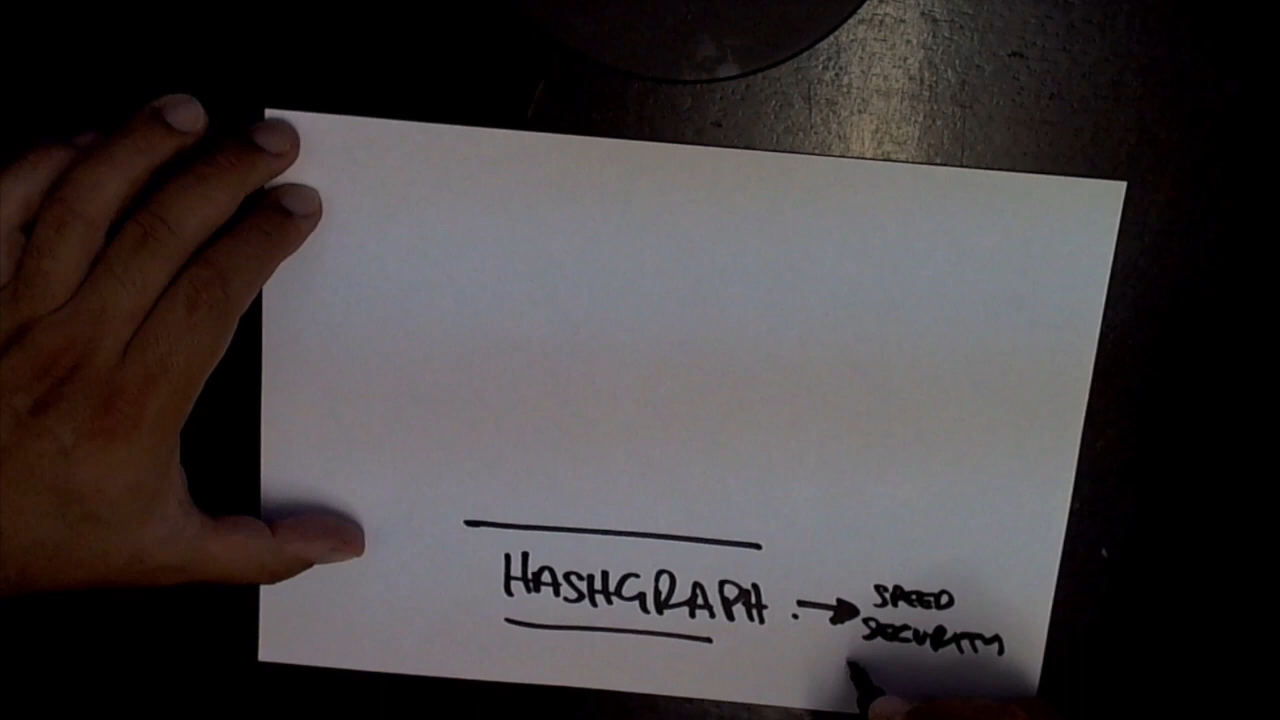 HASHGRAPH . →
SPEED
SECURITY